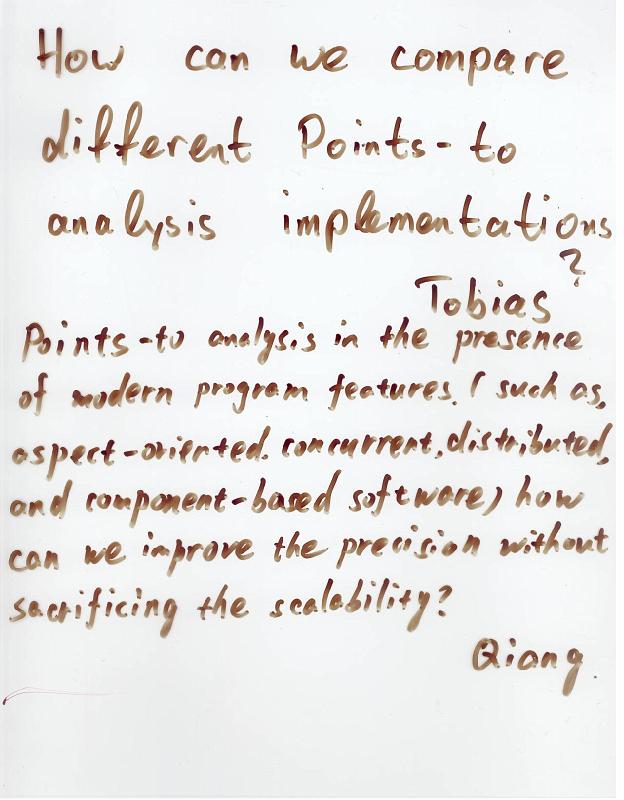 How can we compare
different Points-to
analysis implementations
?
Tobias
Points-to analysis in the presence
of modern program features. (such as,
aspect-oriented. concurrent, distributed,
and component-based software) how
can we improve the precision without
sacrificing the scalability?
Qiang